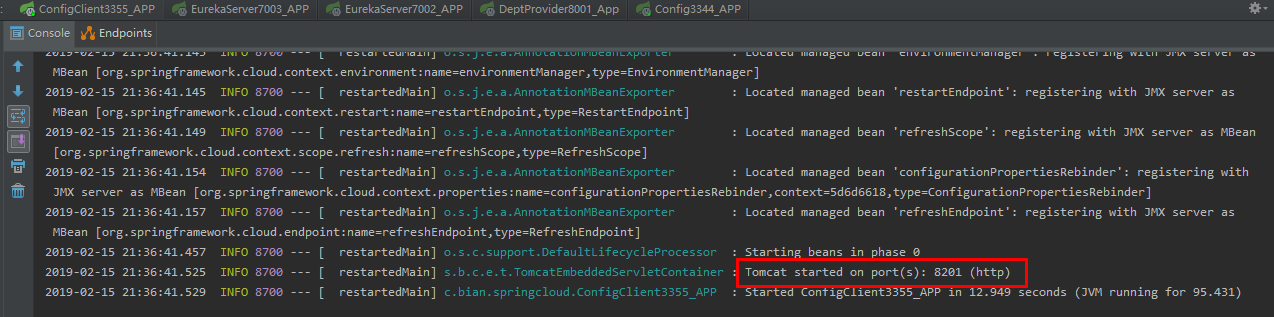 ConfigClient3355_APP EurekaServer7003_APP EurekaServer7002_APP DeptProvider8001_App Config3344_APP
Console Endpoints
2019-02-15 21:36:41.145 INFO 8700 --- [ restartedMain] o.s.j.e.a.AnnotationMBeanExporter : Located managed bean 'environmentManager': registering with JMX server as
MBean [org.springframework.cloud.context.environment:name=environmentManager,type=EnvironmentManager]
2019-02-15 21:36:41.145 INFO 8700 --- [ restartedMain] o.s.j.e.a.AnnotationMBeanExporter : Located managed bean 'restartEndpoint': registering with JMX server as
MBean [org.springframework.cloud.context.restart:name=restartEndpoint,type=RestartEndpoint]
2019-02-15 21:36:41.149 INFO 8700 --- [ restartedMain] o.s.j.e.a.AnnotationMBeanExporter : Located managed bean 'refreshScope': registering with JMX server as MBean
[org.springframework.cloud.context.scope.refresh:name=refreshScope,type=RefreshScope]
2019-02-15 21:36:41.154 INFO 8700 --- [ restartedMain] o.s.j.e.a.AnnotationMBeanExporter : Located managed bean 'configurationPropertiesRebinder': registering with
JMX server as MBean [org.springframework.cloud.context.properties:name=configurationPropertiesRebinder,context=5d6d6618,type=ConfigurationPropertiesRebinder]
2019-02-15 21:36:41.157 INFO 8700 --- [ restartedMain] o.s.j.e.a.AnnotationMBeanExporter : Located managed bean 'refreshEndpoint': registering with JMX server as
MBean [org.springframework.cloud.endpoint:name=refreshEndpoint,type=RefreshEndpoint]
2019-02-15 21:36:41.457 INFO 8700 --- [ restartedMain] o.s.c.support.DefaultLifecycleProcessor : Starting beans in phase 0
2019-02-15 21:36:41.525 INFO 8700 --- [ restartedMain] s.b.c.e.t.TomcatEmbeddedServletContainer : Tomcat started on port(s): 8201 (http)
2019-02-15 21:36:41.529 INFO 8700 --- [ restartedMain] c.bian.springcloud.ConfigClient3355_APP : Started ConfigClient3355_APP in 12.949 seconds (JVM running for 95.431)